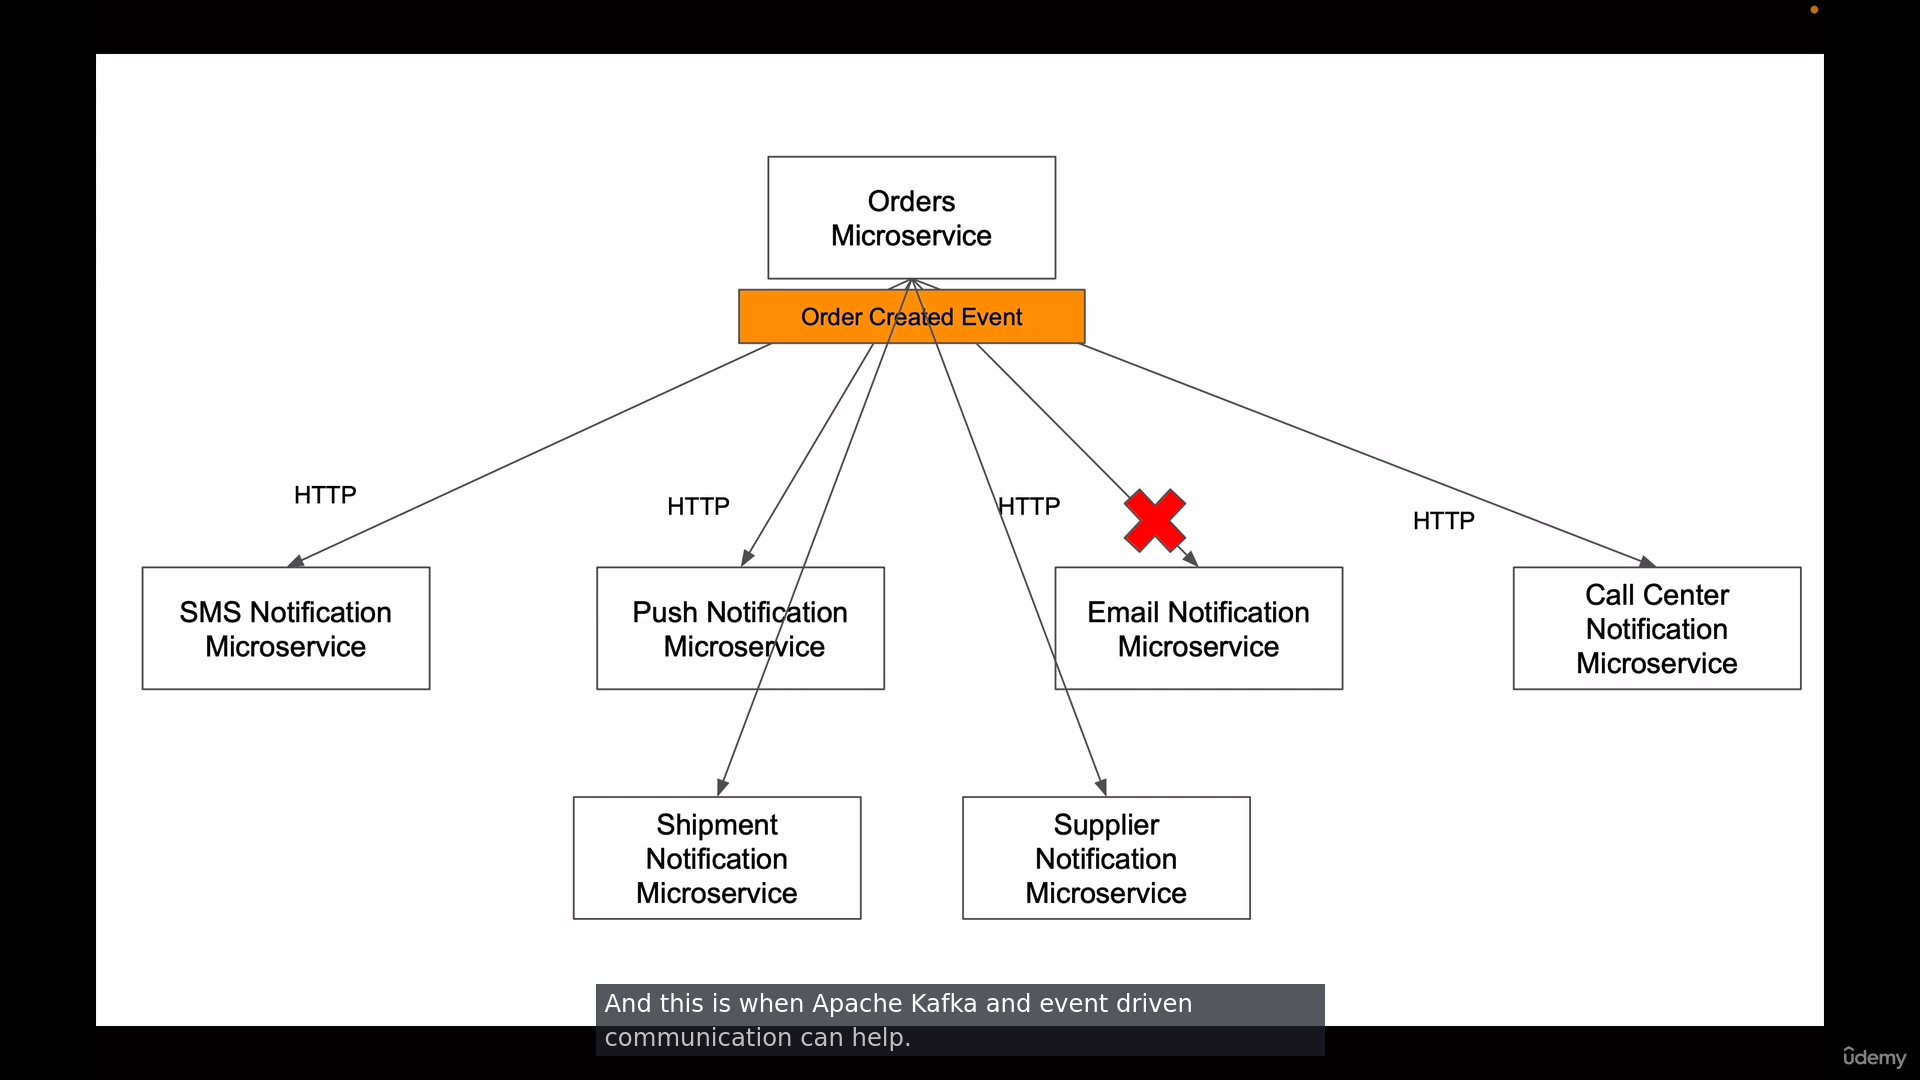 Orders
Microservice
Order Created Event
HTTP
HTTP
HTTP
HTTP
SMS Notification
Microservice
Push Notification
Microservice
Email Notification
Microservice
Call Center
Notification
Microservice
Shipment
Notification
Microservice
Supplier
Notification
Microservice
And this is when Apache Kafka and event driven
communication can help.
ûdemy